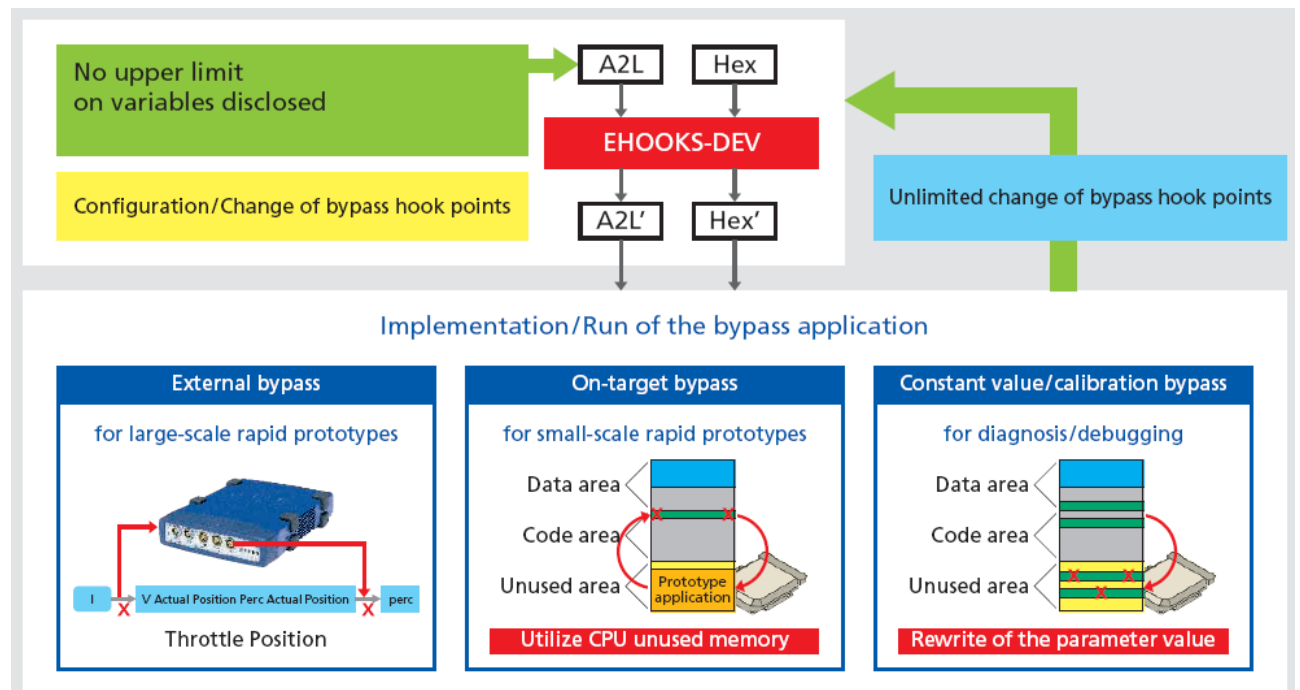 No upper limit
on variables disclosed
A2L
Hex
EHOOKS-DEV
Configuration/Change of bypass hook points
A2L’
Hex’
Unlimited change of bypass hook points
Implementation/Run of the bypass application
External bypass
for large-scale rapid prototypes
I
V Actual Position Perc Actual Position
perc
X
X
Throttle Position
On-target bypass
for small-scale rapid prototypes
Data area
Code area
Unused area
X
X
Prototype
application
Utilize CPU unused memory
Constant value/calibration bypass
for diagnosis/debugging
Data area
Code area
Unused area
X
X
X
Rewrite of the parameter value